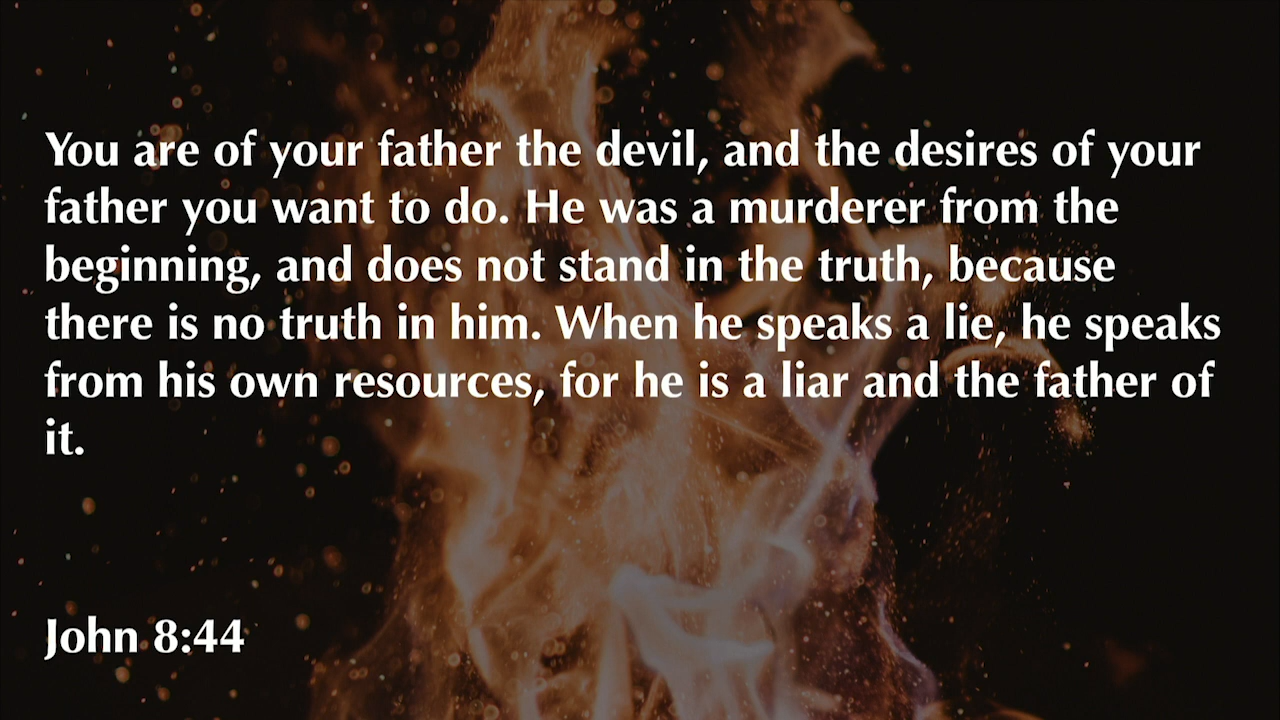 You are of your father the devil, and the desires of your
father you want to do. He was a murderer from the
beginning, and does not stand in the truth, because
there is no truth in him. When he speaks a lie, he speaks
from his own resources, for he is a liar and the father of
it.
John 8:44